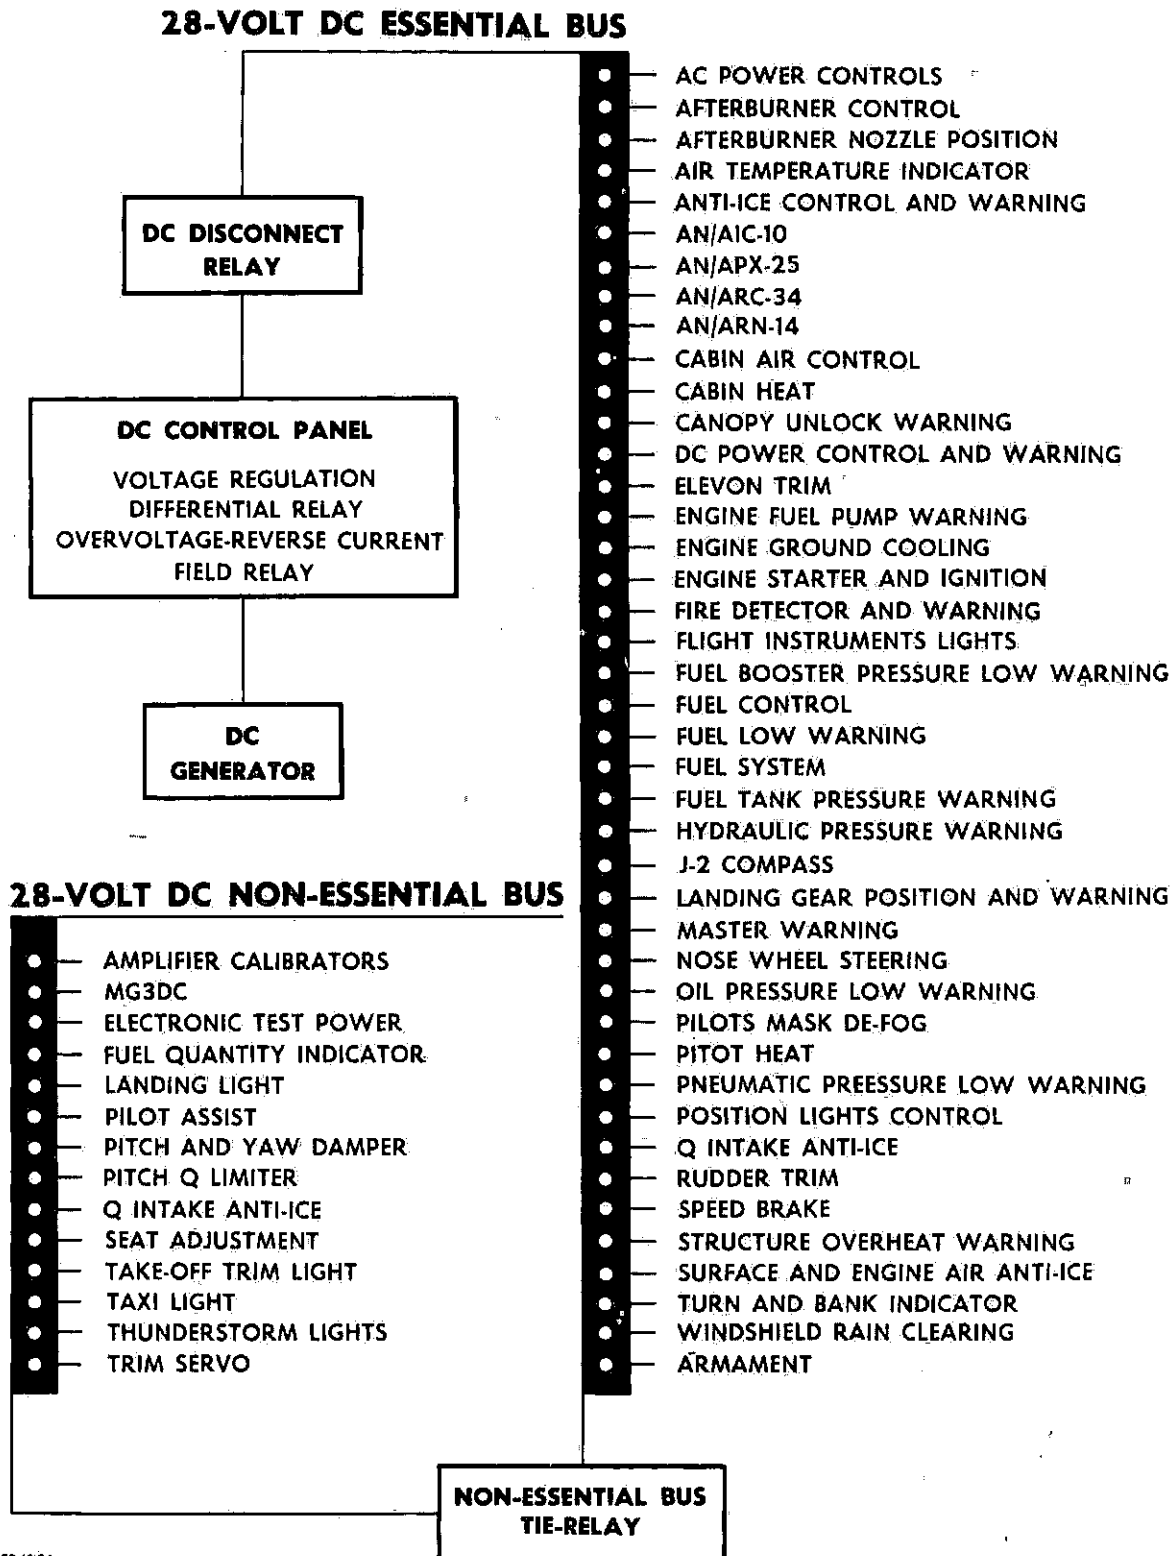 28-VOLT DC ESSENTIAL BUS
AC POWER CONTROLS
AFTERBURNER CONTROL
AFTERBURNER NOZZLE POSITION
AIR TEMPERATURE INDICATOR
ANTI-ICE CONTROL AND WARNING
AN/AIC-10
AN/APX-25
AN/ARC-34
AN/ARN-14
CABIN AIR CONTROL
CABIN HEAT
CANOPY UNLOCK WARNING
DC POWER CONTROL AND WARNING
ELEVON TRIM
ENGINE FUEL PUMP WARNING
ENGINE GROUND COOLING
ENGINE STARTER AND IGNITION
FIRE DETECTOR AND WARNING
FLIGHT INSTRUMENTS LIGHTS
FUEL BOOSTER PRESSURE LOW WARNING
FUEL CONTROL
FUEL LOW WARNING
FUEL SYSTEM
FUEL TANK PRESSURE WARNING
HYDRAULIC PRESSURE WARNING
J-2 COMPASS
LANDING GEAR POSITION AND WARNING
MASTER WARNING
NOSE WHEEL STEERING
OIL PRESSURE LOW WARNING
PILOTS MASK DE-FOG
PITOT HEAT
PNEUMATIC PREESSURE LOW WARNING
POSITION LIGHTS CONTROL
Q INTAKE ANTI-ICE
RUDDER TRIM
SPEED BRAKE
STRUCTURE OVERHEAT WARNING
SURFACE AND ENGINE AIR ANTI-ICE
TURN AND BANK INDICATOR
WINDSHIELD RAIN CLEARING
ARMAMENT
DC DISCONNECT
RELAY
DC CONTROL PANEL
VOLTAGE REGULATION
DIFFERENTIAL RELAY
OVERVOLTAGE-REVERSE CURRENT
FIELD RELAY
DC
GENERATOR
28-VOLT DC NON-ESSENTIAL BUS
AMPLIFIER CALIBRATORS
MG3DC
ELECTRONIC TEST POWER
FUEL QUANTITY INDICATOR
LANDING LIGHT
PILOT ASSIST
PITCH AND YAW DAMPER
PITCH Q LIMITER
Q INTAKE ANTI-ICE
SEAT ADJUSTMENT
TAKE-OFF TRIM LIGHT
TAXI LIGHT
THUNDERSTORM LIGHTS
TRIM SERVO
NON-ESSENTIAL BUS
TIE-RELAY